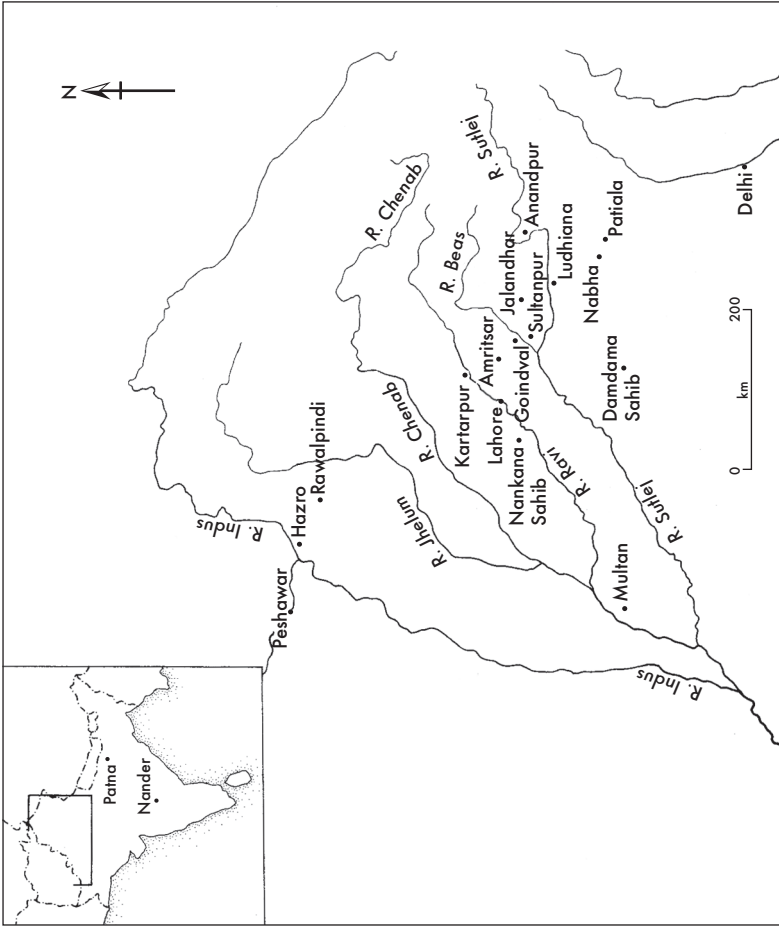 N
R. Chenab
R. Sutlej
R. Beas
Anandpur
Jalandhar
Sultanpur
Ludhiana
Nabha
Patiala
Delhi
Rawalpindi
Hazro
R. Indus
Peshawar
R. Chenab
R. Jhelum
Kartarpur
Lahore
Amritsar
Goindval
Nankana
Sahib
R. Ravi
Damdama
Sahib
R. Sutlej
Multan
R. Indus
0 km 200
Patna
Nander